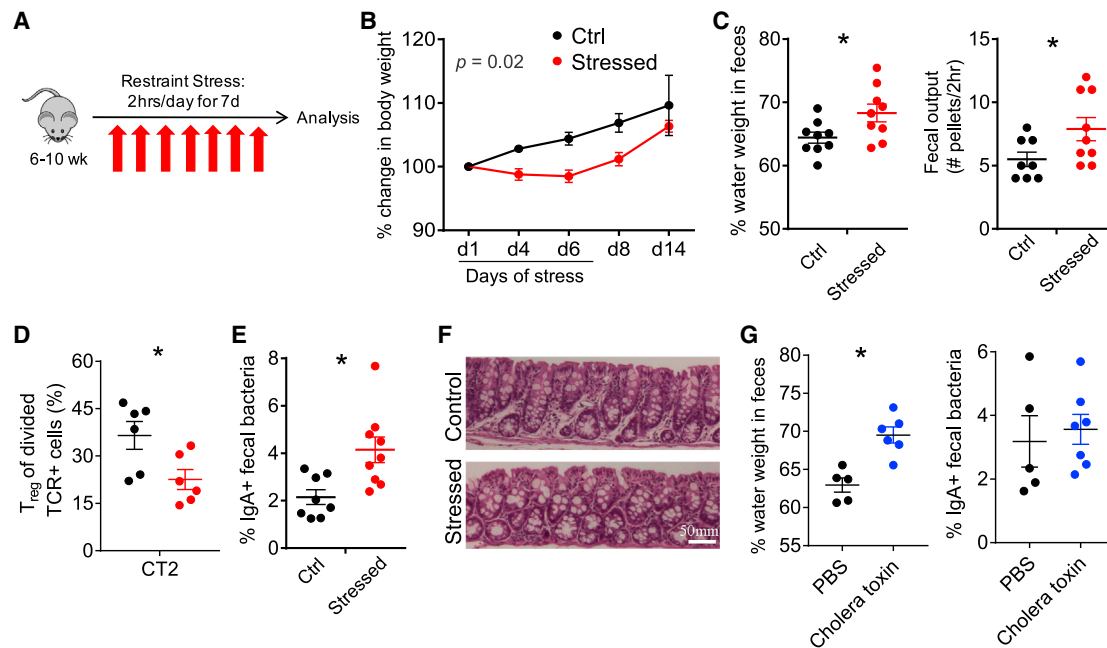 A
Restraint Stress:
2hrs/day for 7d
Analysis
6-10 wk
B
Ctrl
Stressed
p = 0.02
% change in body weight
120
110
100
90
d1 d4 d6 d8 d14
Days of stress
C
*
% water weight in feces
80
70
60
50
Ctrl
Stressed
*
Fecal output
(# pellets/2hr)
15
10
5
0
Ctrl
Stressed
D
*
Treg of divided
TCR+ cells (%)
60
45
30
15
0
CT2
E
*
% IgA+ fecal bacteria
8
6
4
2
0
Ctrl
Stressed
F
Control
Stressed
50mm
G
*
% water weight in feces
80
75
70
65
60
55
PBS
Cholera toxin
% IgA+ fecal bacteria
6
4
2
0
PBS
Cholera toxin